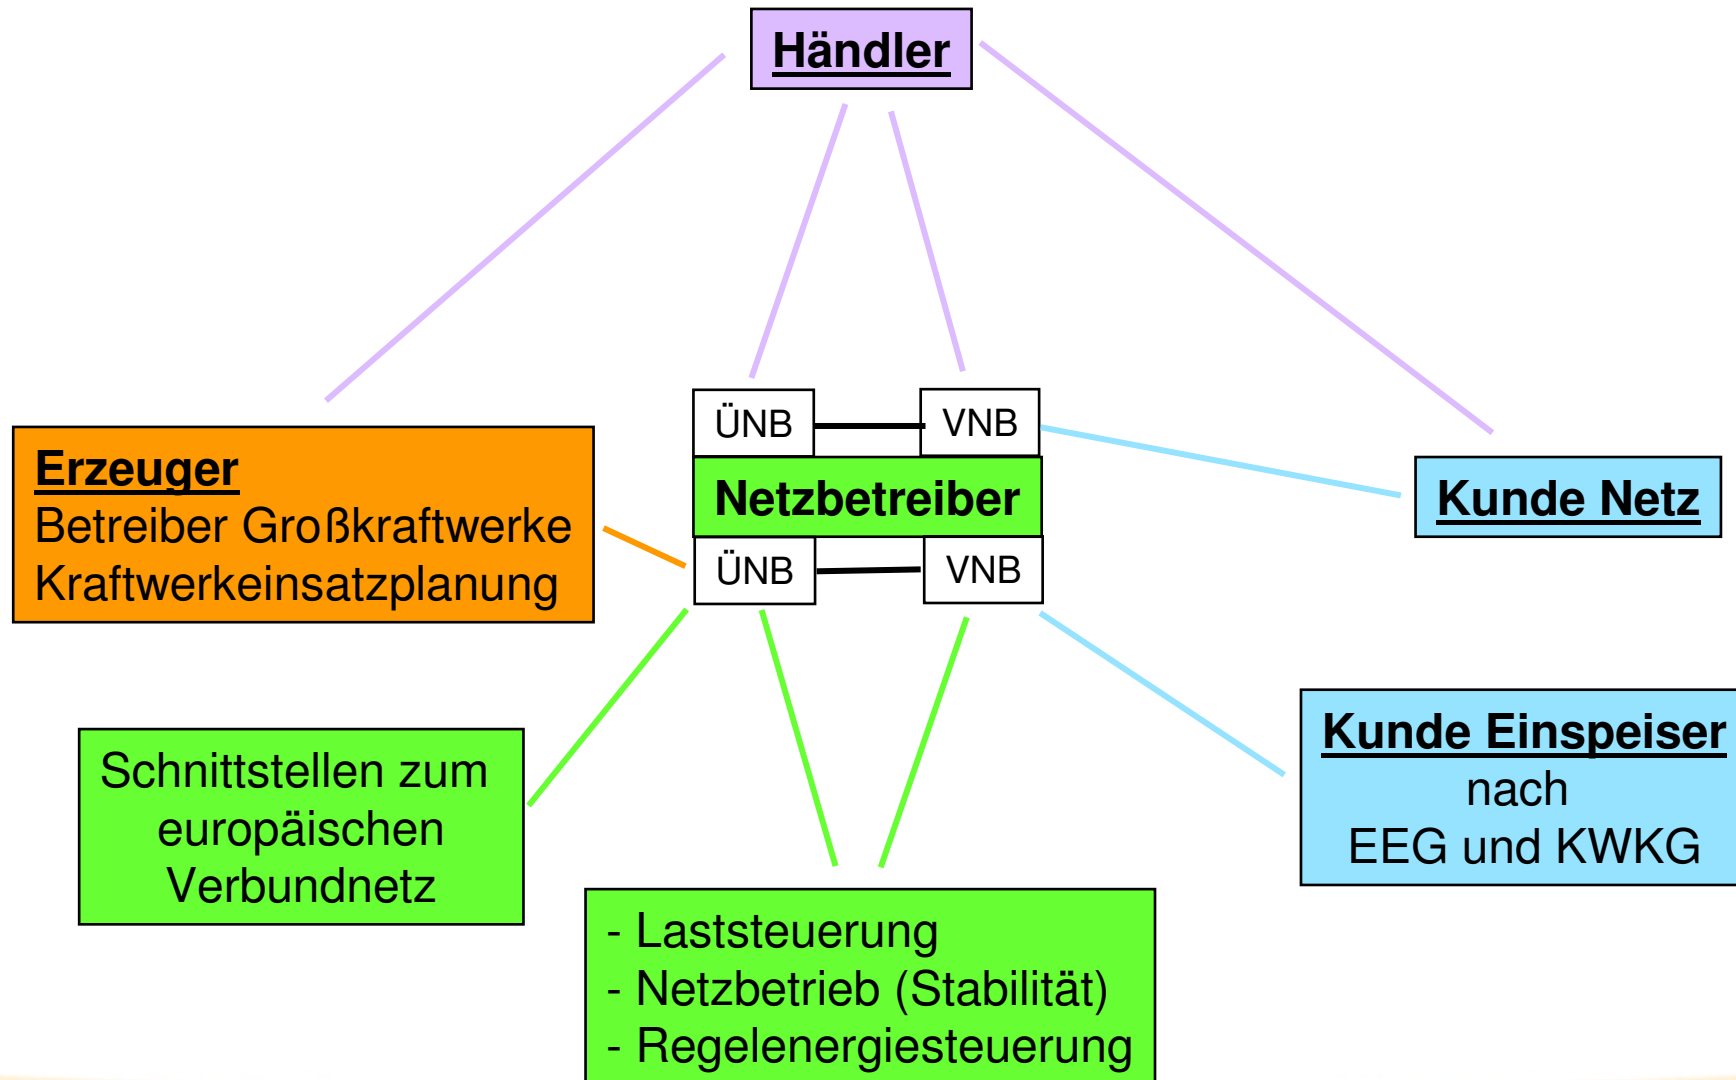 Händler
ÜNB
VNB
Erzeuger
Betreiber Großkraftwerke
Kraftwerkeinsatzplanung
Netzbetreiber
Kunde Netz
ÜNB
VNB
Schnittstellen zum
europäischen
Verbundnetz
Kunde Einspeiser
nach
EEG und KWKG
- Laststeuerung
- Netzbetrieb (Stabilität)
- Regelenergiesteuerung